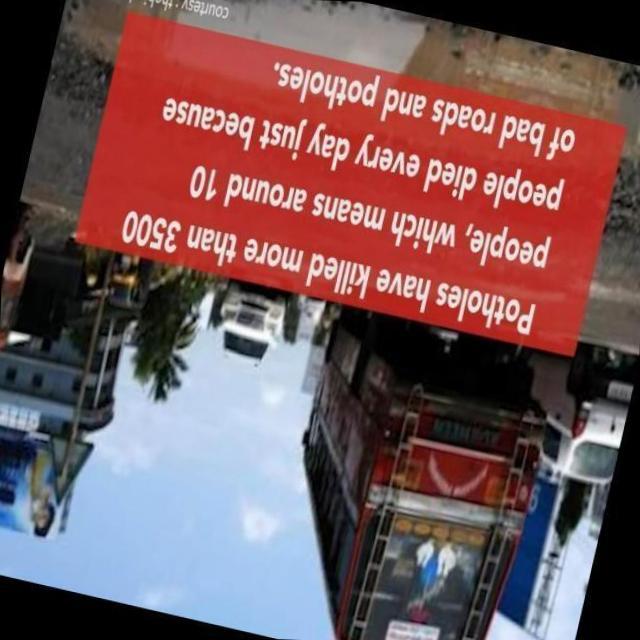 Potholes have killed more than 3500
people, which means around 10
people died every day just because
of bad roads and potholes.
courtesy :